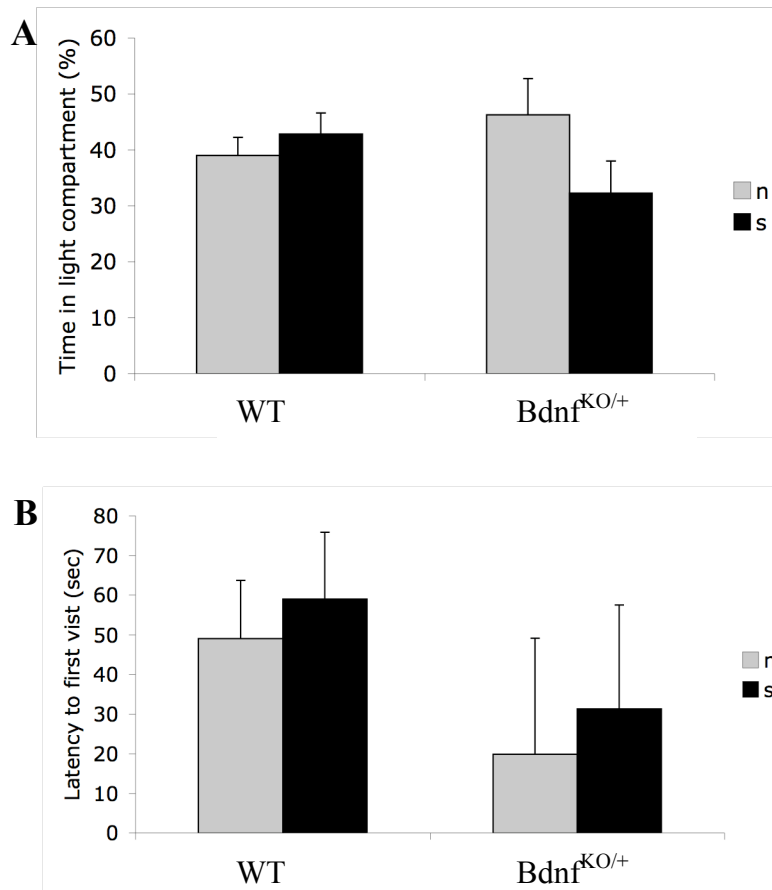 A
Time in light compartment (%)
60
50
40
30
20
10
0
WT
Bdnf^KO/+
n
s
B
Latency to first vist (sec)
80
70
60
50
40
30
20
10
0
WT
Bdnf^KO/+
n
s